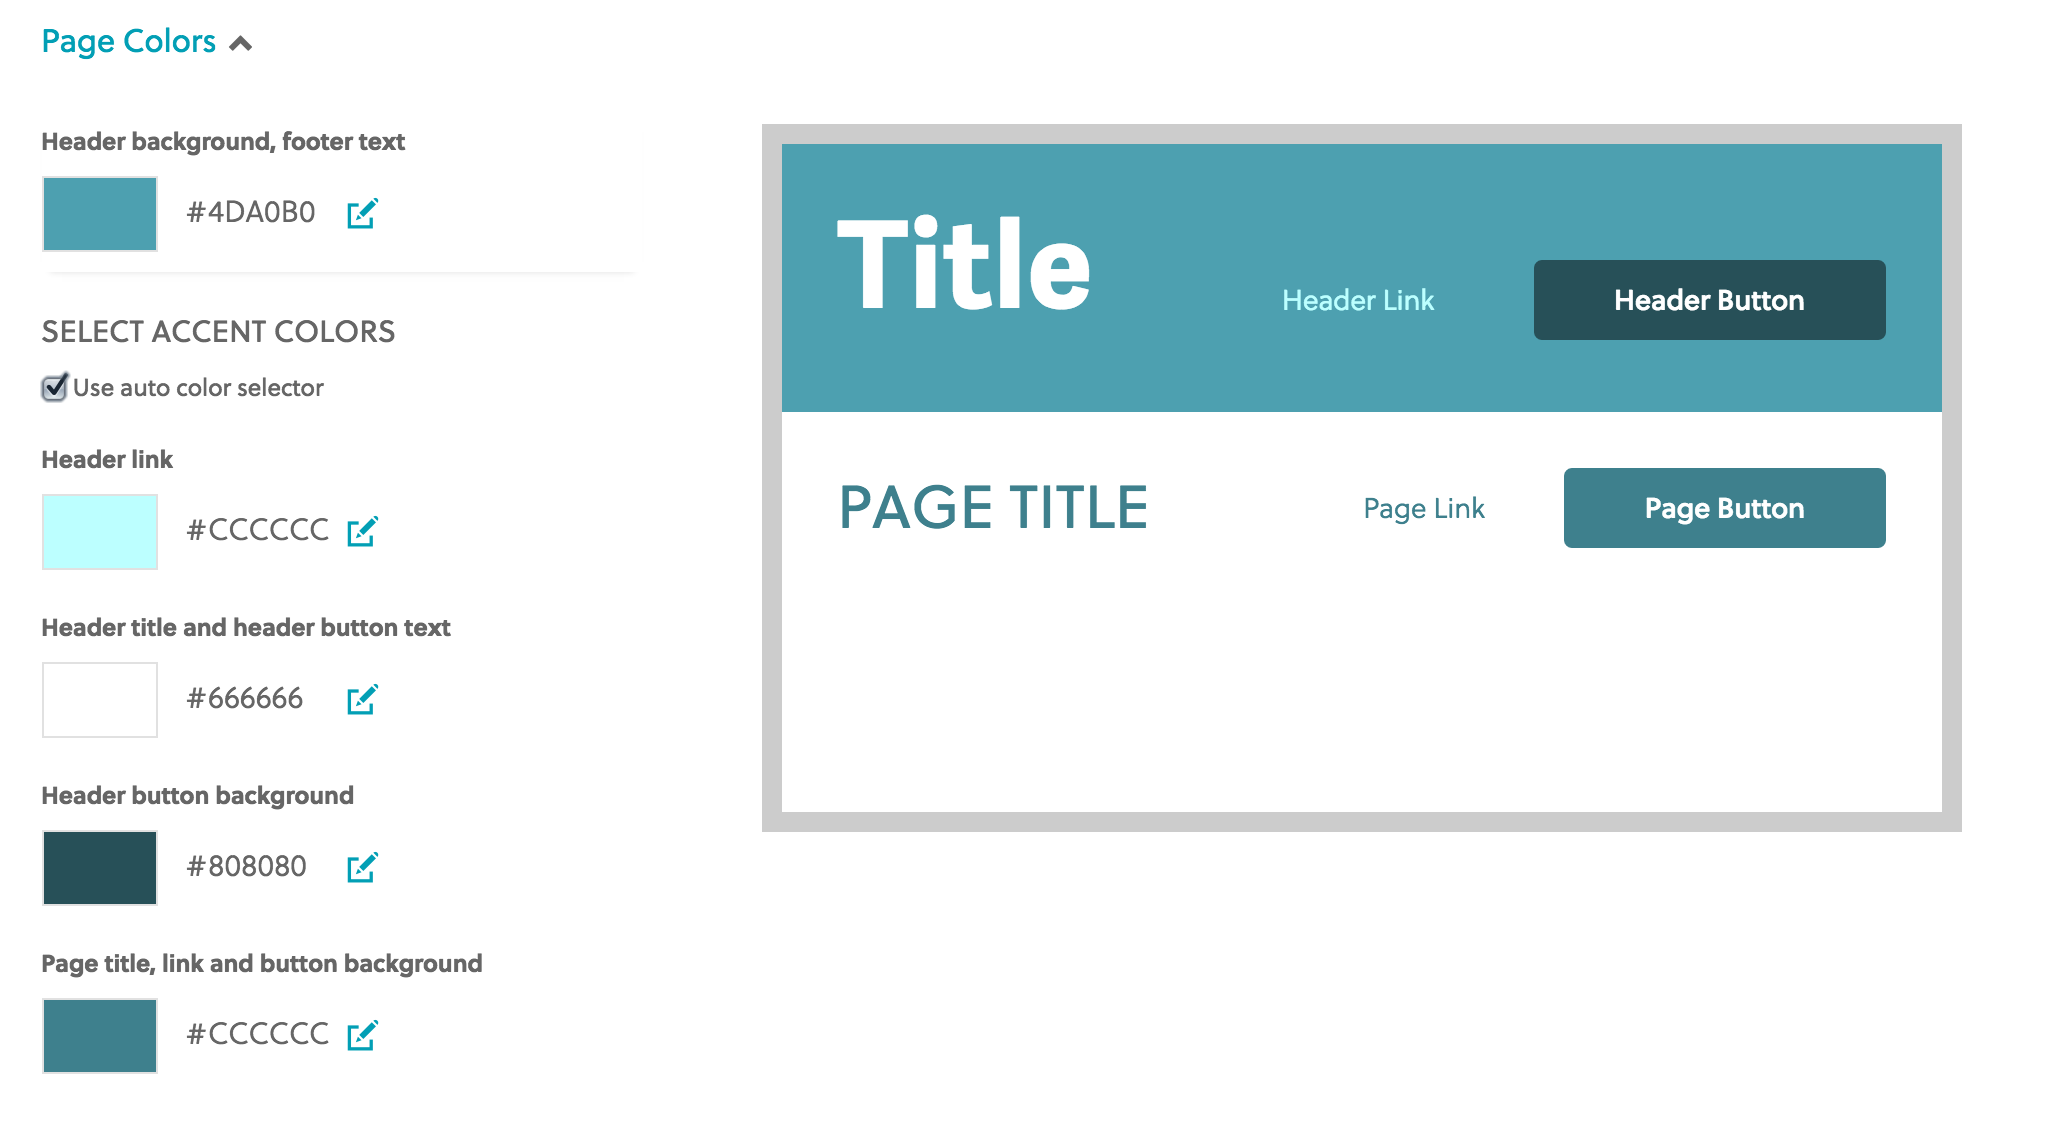 Page Colors
Header background, footer text
#4DA0B0
SELECT ACCENT COLORS
Use auto color selector
Header link
#CCCCCC
Header title and header button text
#666666
Header button background
#808080
Page title, link and button background
#CCCCCC
Title
Header Link
Header Button
PAGE TITLE
Page Link
Page Button